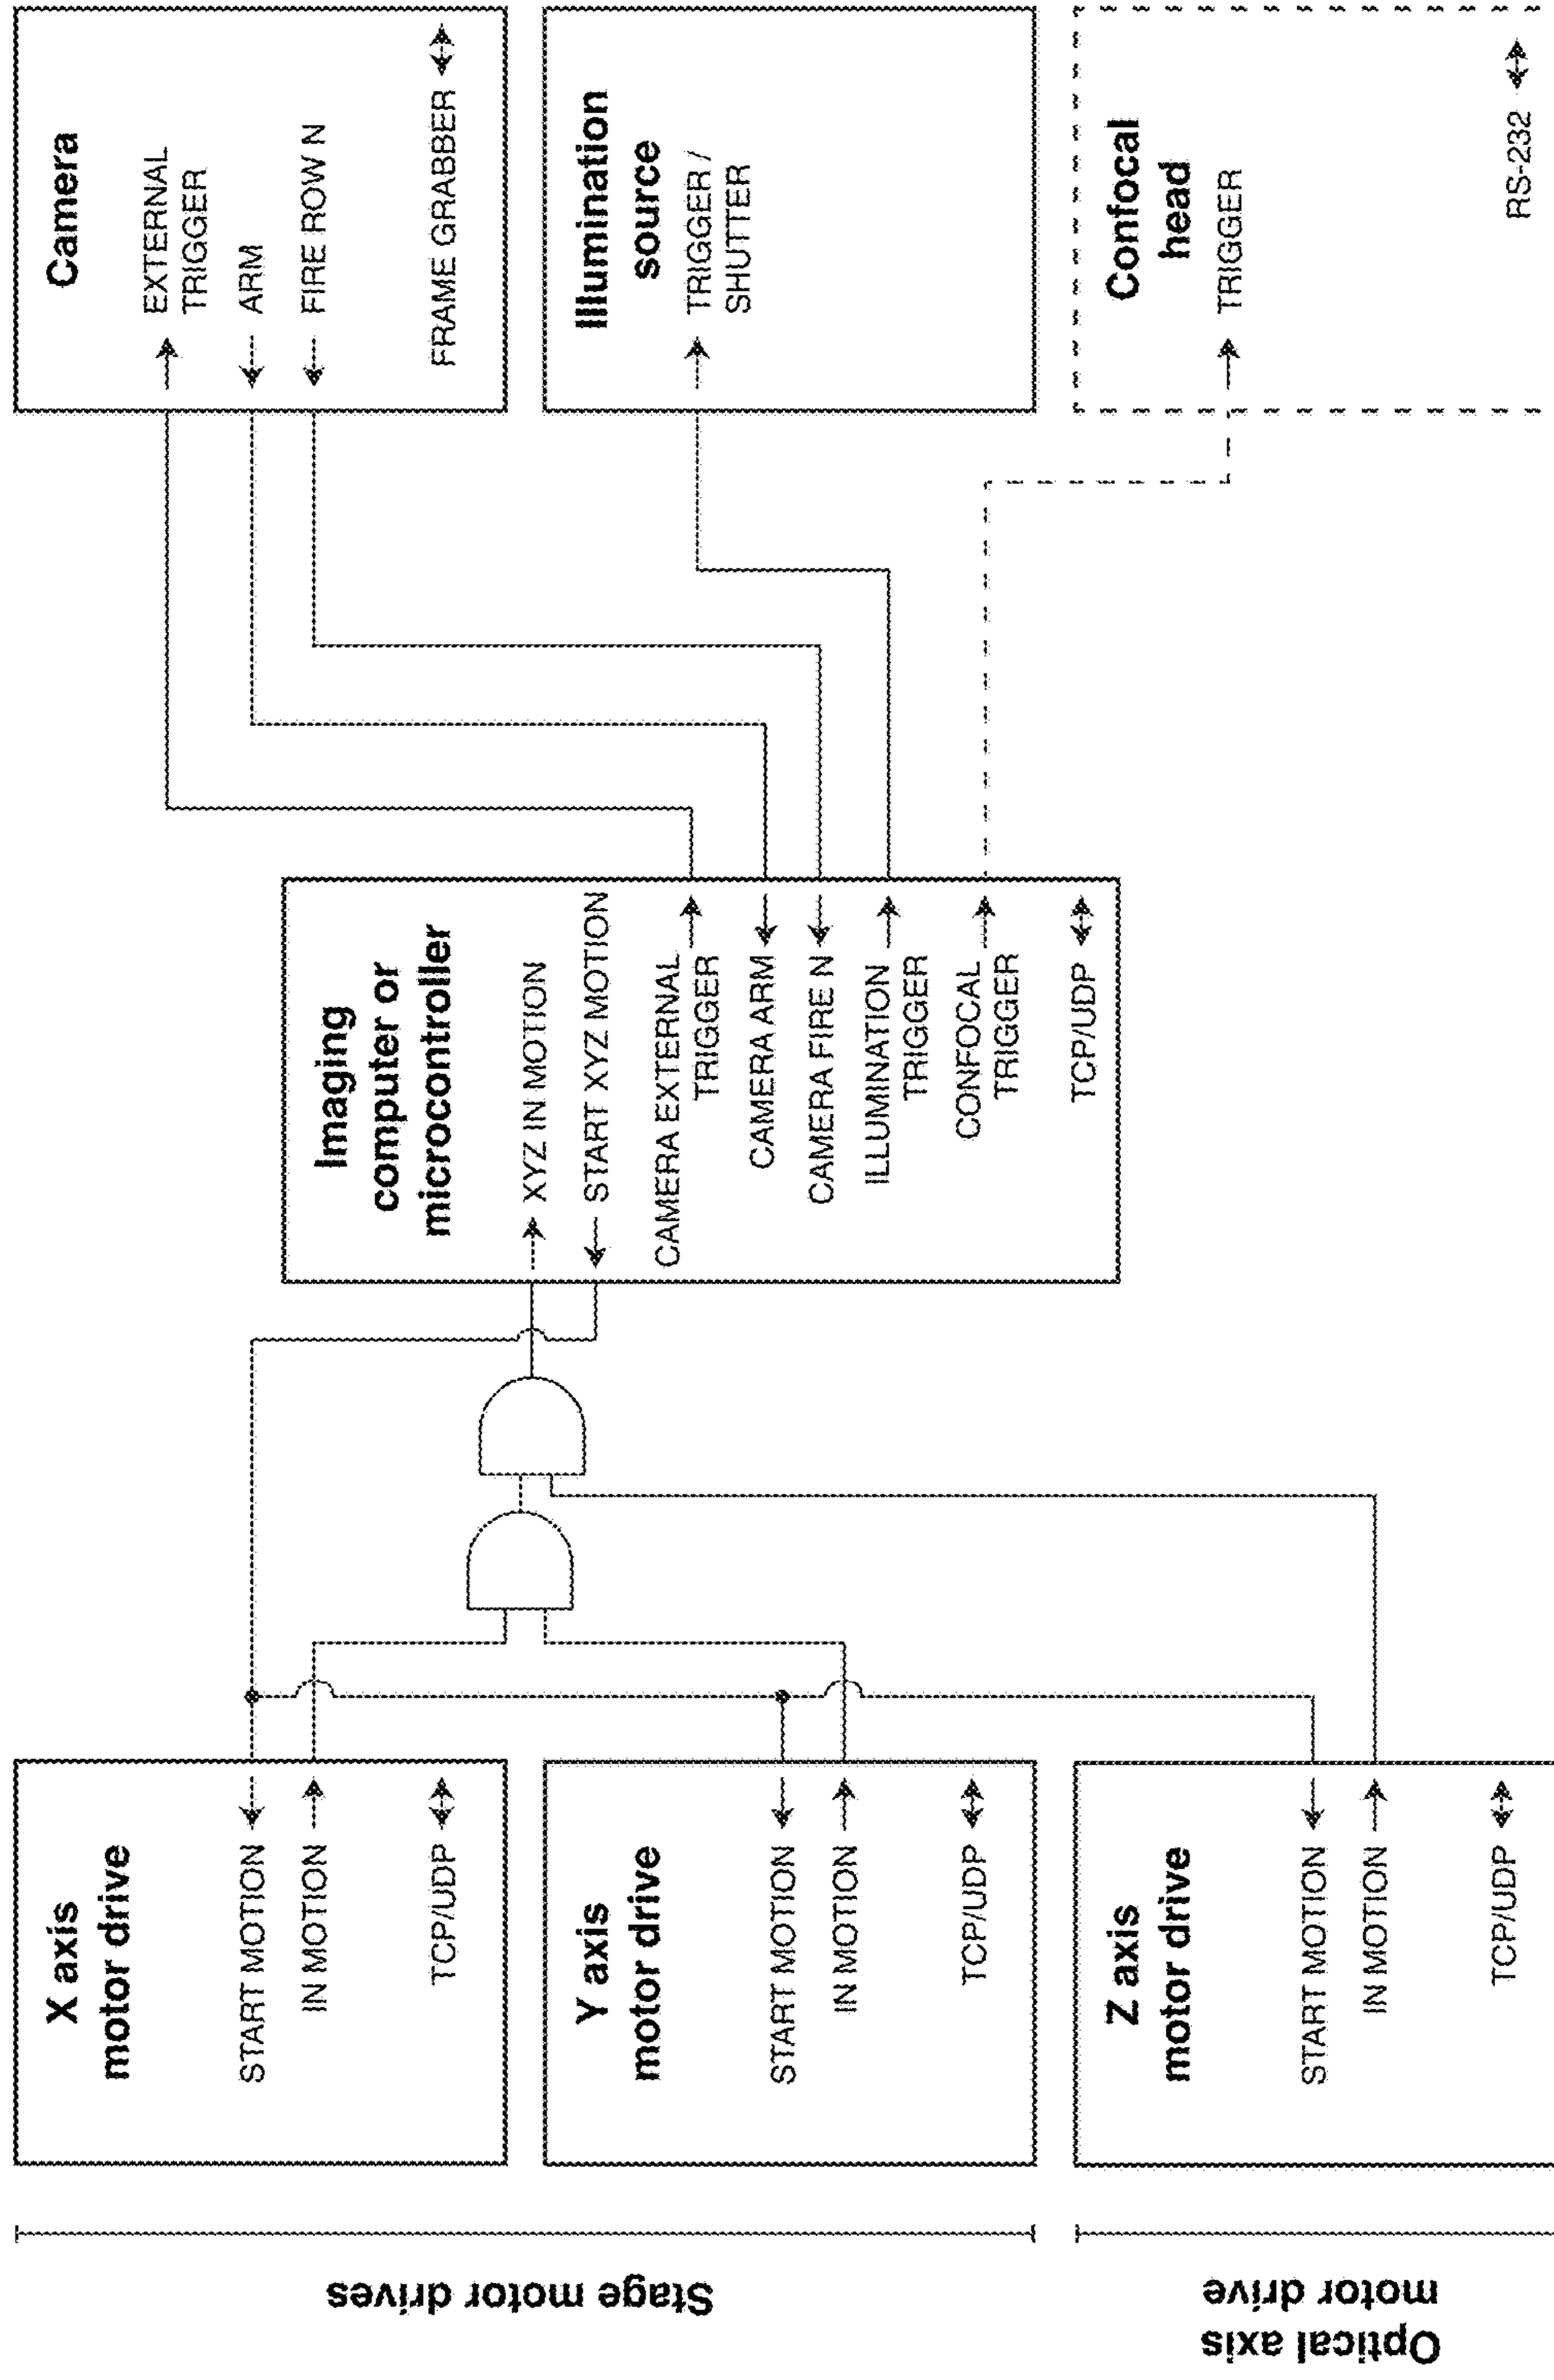 Stage motor drives
Optical axis
motor drive
X axis
motor drive
START MOTION
IN MOTION
TCP/UDP
Y axis
motor drive
START MOTION
IN MOTION
TCP/UDP
Z axis
motor drive
START MOTION
IN MOTION
TCP/UDP
Imaging
computer or
microcontroller
XYZ IN MOTION
START XYZ MOTION
CAMERA EXTERNAL
TRIGGER
CAMERA ARM
CAMERA FIRE N
ILLUMINATION
TRIGGER
CONFOCAL
TRIGGER
TCP/UDP
Camera
EXTERNAL
TRIGGER
ARM
FIRE ROW N
FRAME GRABBER
Illumination
source
TRIGGER /
SHUTTER
Confocal
head
TRIGGER
RS-232